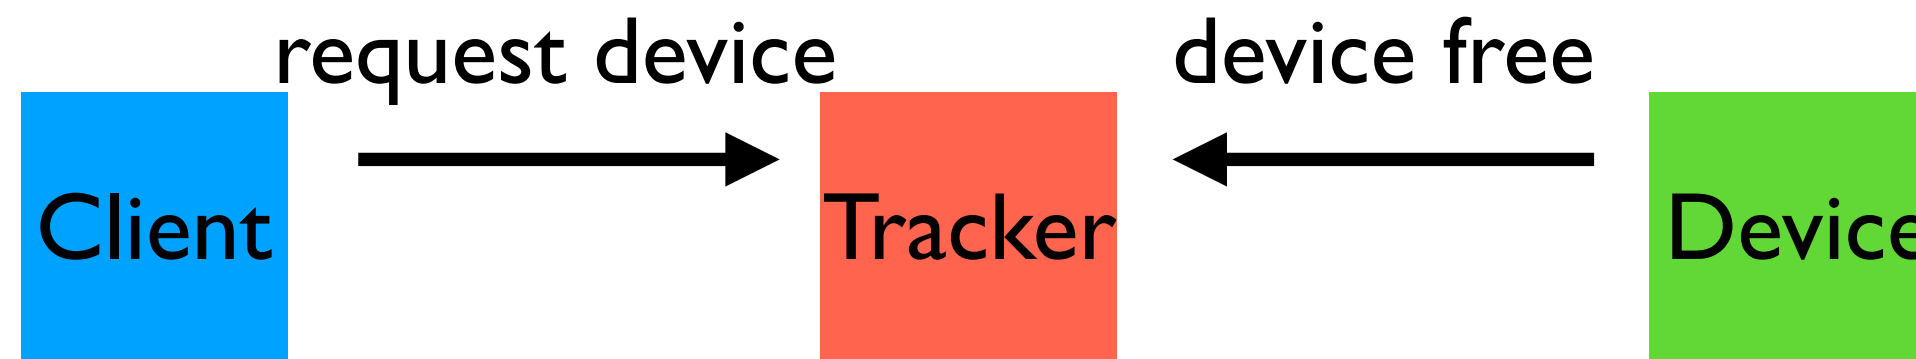 request device
device free
Client
Tracker
Device